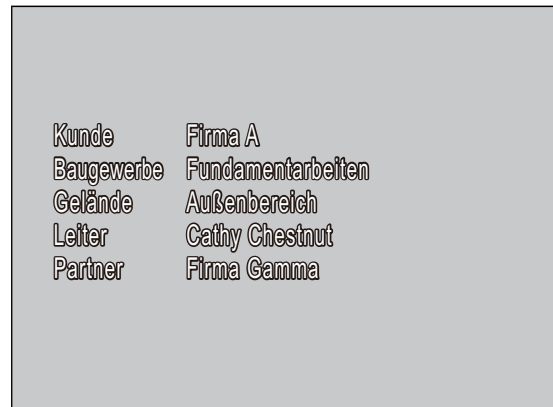 Kunde Firma A
Baugewerbe Fundamentarbeiten
Gelände Außenbereich
Leiter Cathy Chestnut
Partner Firma Gamma